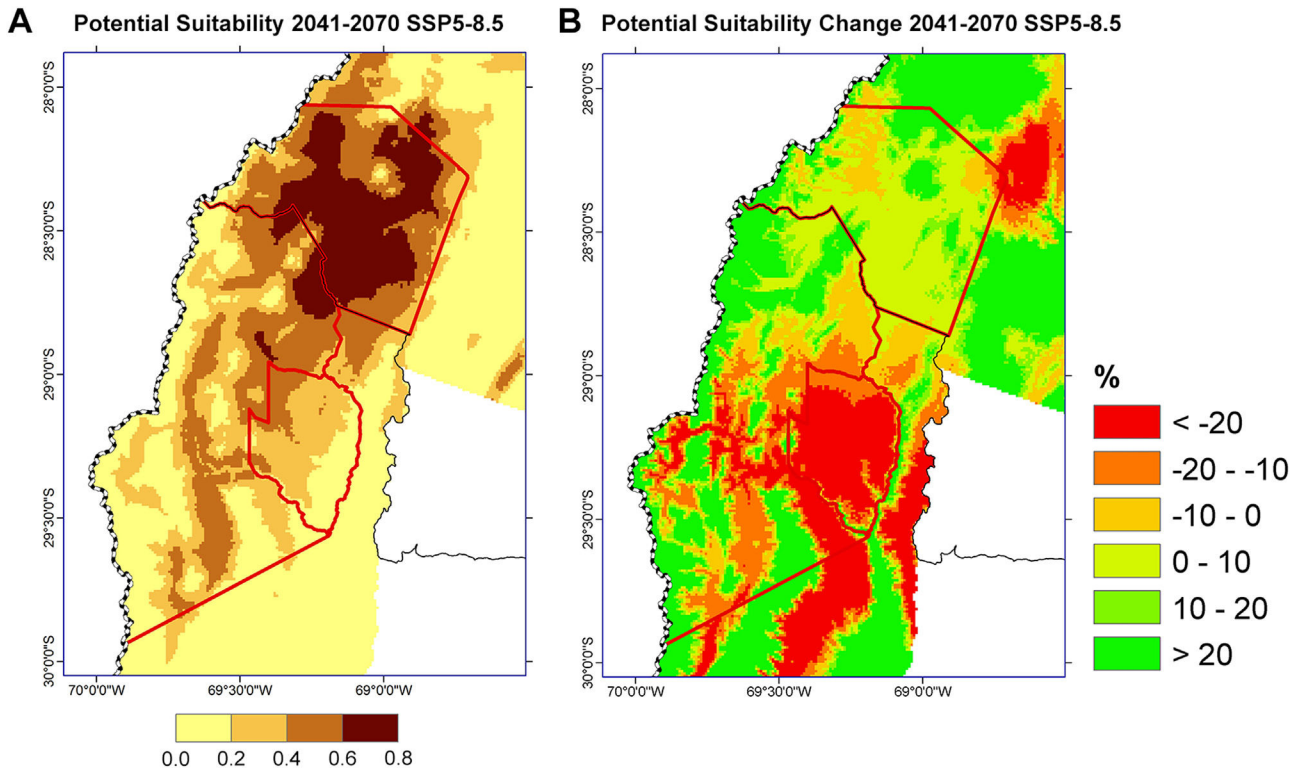 A Potential Suitability 2041-2070 SSP5-8.5
B Potential Suitability Change 2041-2070 SSP5-8.5
28°0'0"S
28°30'0"S
29°0'0"S
29°30'0"S
30°0'0"S
70°0'0"W 69°30'0"W 69°0'0"W
0.0 0.2 0.4 0.6 0.8
28°0'0"S
28°30'0"S
29°0'0"S
29°30'0"S
30°0'0"S
70°0'0"W 69°30'0"W 69°0'0"W
%
< -20
-20 - -10
-10 - 0
0 - 10
10 - 20
> 20